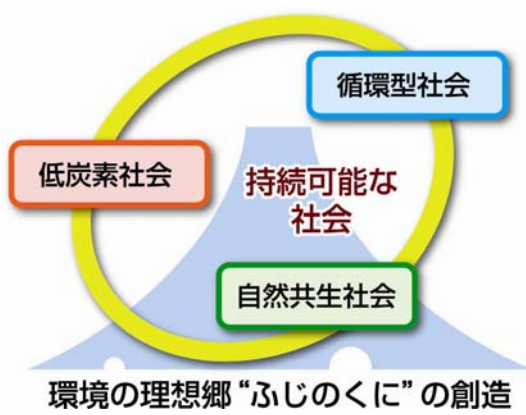 循環型社会
低炭素社会
持続可能な
社会
自然共生社会
環境の理想郷“ふじのくに”の創造